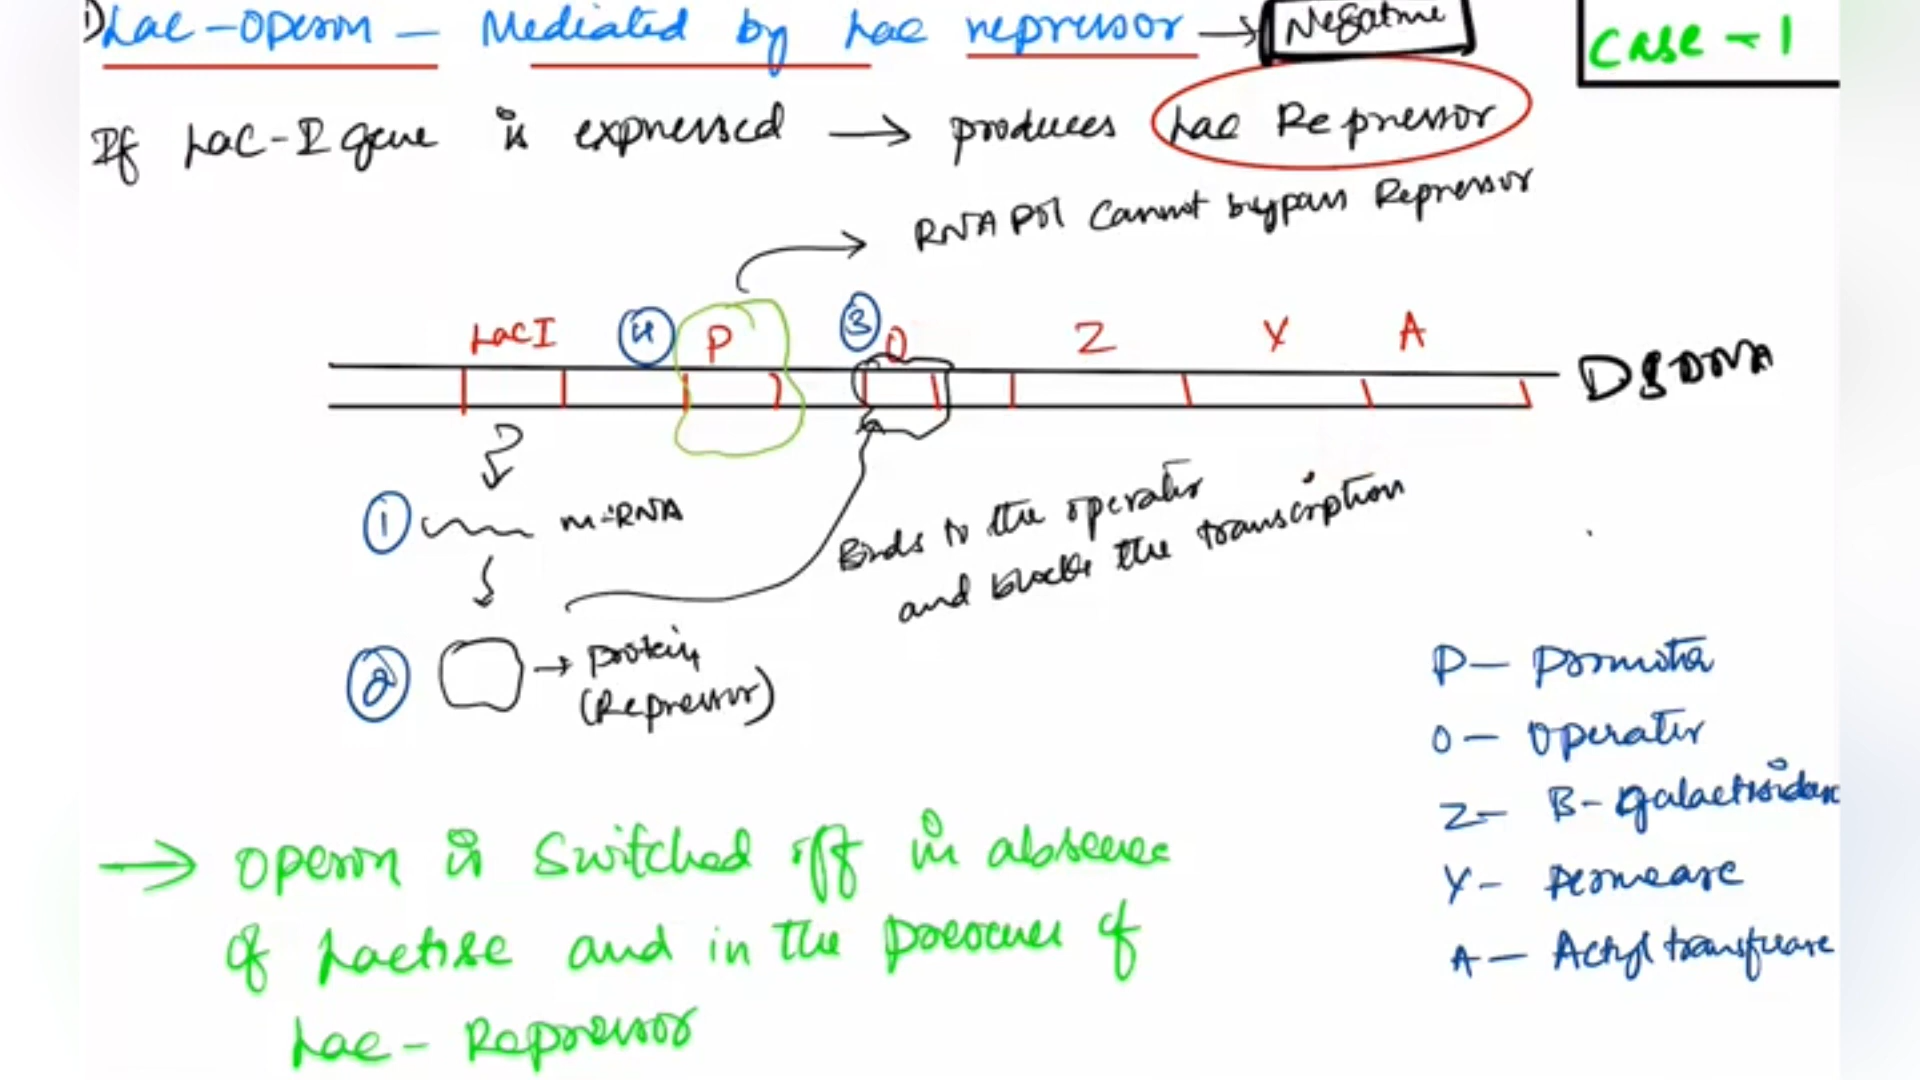 1) Lac-operon - Mediated by Lac repressor → Negative
Case - 1
If Lac-I gene is expressed → produces Lac Repressor
RNA Pol Cannot bypass Repressor
LacI 4 P 3 O Z Y A
DSDNA
1 m-RNA
Binds to the operator
and blocks the transcription
2 → protein
(Repressor)
P - Promoter
O - Operator
Z - B-galactosidase
Y - permease
A - Actyl transferase
→ operon is switched off in absence
of Lactose and in the presence of
Lac - Repressor